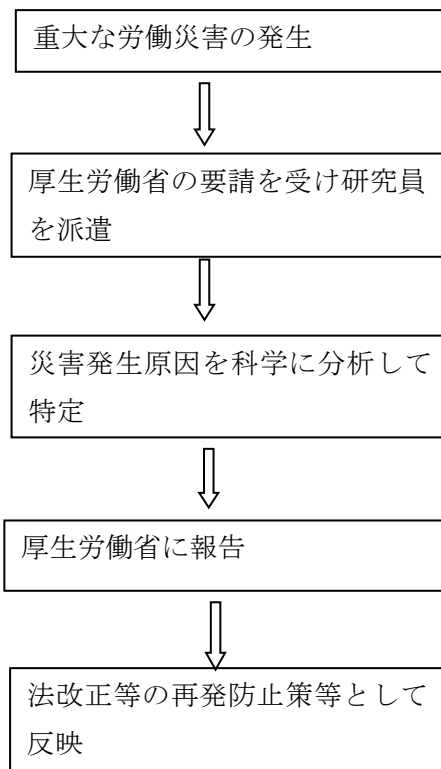 重大な労働災害の発生
厚生労働省の要請を受け研究員
を派遣
災害発生原因を科学に分析して
特定
厚生労働省に報告
法改正等の再発防止策等として
反映